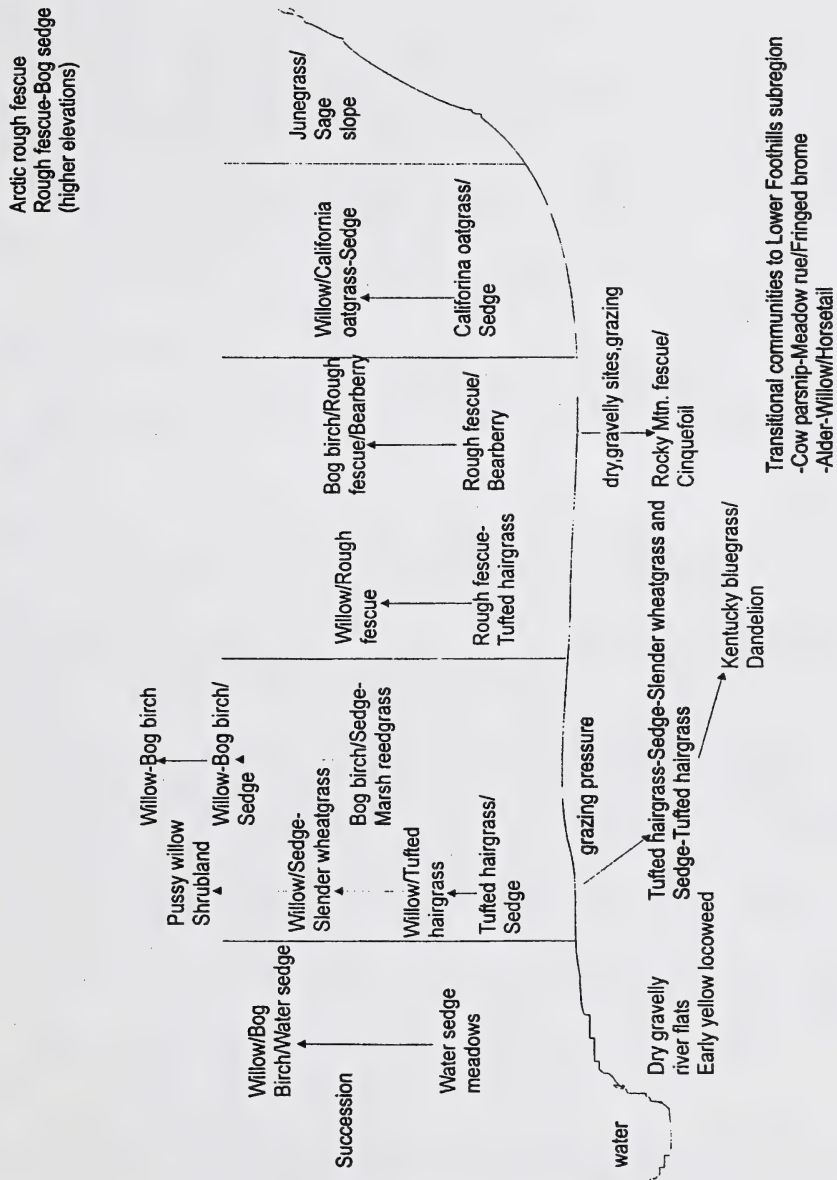 Arctic rough fescue
Rough fescue-Bog sedge
(higher elevations)
Willow-Bog birch
Pussy willow
Shrubland
Willow-Bog birch/
Sedge
Willow/Bog
Birch/Water sedge
Willow/Sedge-
Slender wheatgrass
Bog birch/Sedge-
Marsh reedgrass
Willow/Rough
fescue
Bog birch/Rough
fescue/Bearberry
Willow/California
oatgrass-Sedge
Junegrass/
Sage
slope
Succession
Willow/Tufted
hairgrass
Water sedge
meadows
Tufted hairgrass/
Sedge
Rough fescue-
Tufted hairgrass
Rough fescue/
Bearberry
Califorina oatgrass/
Sedge
water
grazing pressure
dry,gravelly sites,grazing
Dry gravelly
river flats
Early yellow locoweed
Tufted hairgrass-Sedge-Slender wheatgrass and
Sedge-Tufted hairgrass
Rocky Mtn. fescue/
Cinquefoil
Kentucky bluegrass/
Dandelion
Transitional communities to Lower Foothills subregion
-Cow parsnip-Meadow rue/Fringed brome
-Alder-Willow/Horsetail